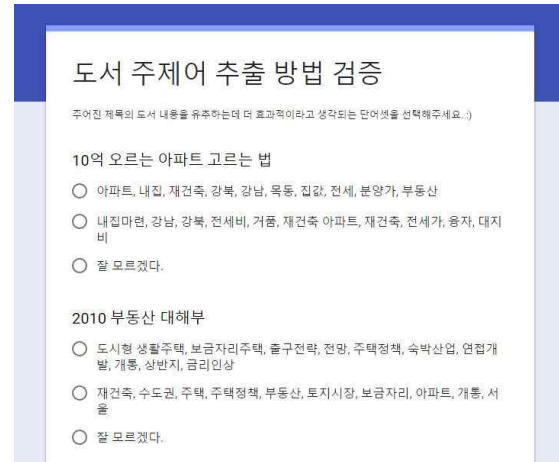 도서 주제어 추출 방법 검증
주어진 제목의 도서 내용을 유추하는데 더 효과적이라고 생각되는 단어셋을 선택해주세요. :)
10억 오르는 아파트 고르는 법
아파트, 내집, 재건축, 강북, 강남, 목동, 집값, 전세, 분양가, 부동산
내집마련, 강남, 강북, 전세비, 거품, 재건축 아파트, 재건축, 전세가, 융자, 대지
비
잘 모르겠다.
2010 부동산 대해부
도시형 생활주택, 보금자리주택, 출구전략, 전망, 주택정책, 숙박산업, 연접개
발, 개통, 상반지, 금리인상
재건축, 수도권, 주택, 주택정책, 부동산, 토지시장, 보금자리, 아파트, 개통, 서
울
잘 모르겠다.